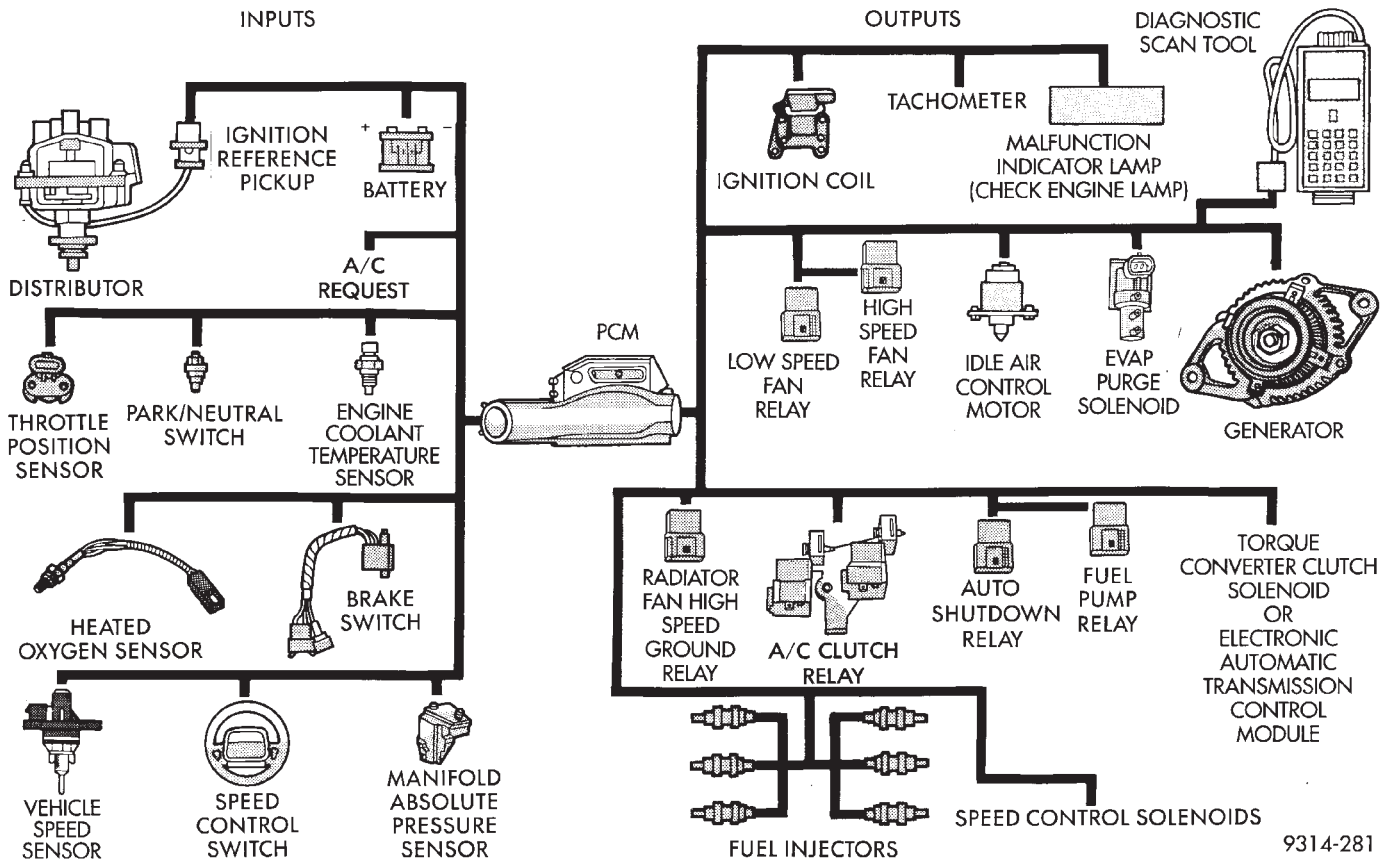 INPUTS
OUTPUTS
DIAGNOSTIC
SCAN TOOL
IGNITION
REFERENCE
PICKUP
+ −
BATTERY
DISTRIBUTOR
A/C
REQUEST
THROTTLE
POSITION
SENSOR
PARK/NEUTRAL
SWITCH
ENGINE
COOLANT
TEMPERATURE
SENSOR
HEATED
OXYGEN SENSOR
BRAKE
SWITCH
VEHICLE
SPEED
SENSOR
SPEED
CONTROL
SWITCH
MANIFOLD
ABSOLUTE
PRESSURE
SENSOR
PCM
IGNITION COIL
TACHOMETER
MALFUNCTION
INDICATOR LAMP
(CHECK ENGINE LAMP)
LOW SPEED
FAN
RELAY
HIGH
SPEED
FAN
RELAY
IDLE AIR
CONTROL
MOTOR
EVAP
PURGE
SOLENOID
GENERATOR
RADIATOR
FAN HIGH
SPEED
GROUND
RELAY
A/C CLUTCH
RELAY
AUTO
SHUTDOWN
RELAY
FUEL
PUMP
RELAY
TORQUE
CONVERTER CLUTCH
SOLENOID
OR
ELECTRONIC
AUTOMATIC
TRANSMISSION
CONTROL
MODULE
FUEL INJECTORS
SPEED CONTROL SOLENOIDS
9314-281